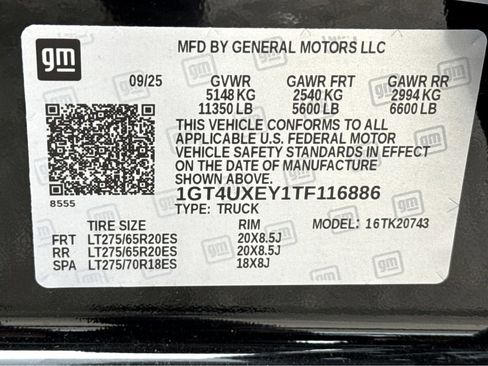 gm
MFD BY GENERAL MOTORS LLC
09/25 GVWR GAWR FRT GAWR RR
5148 KG 2540 KG 2994 KG
11350 LB 5600 LB 6600 LB
THIS VEHICLE CONFORMS TO ALL
APPLICABLE U.S. FEDERAL MOTOR
VEHICLE SAFETY STANDARDS IN EFFECT
ON THE DATE OF MANUFACTURE
SHOWN ABOVE.
8555
1GT4UXEY1TF116886
TYPE: TRUCK
TIRE SIZE RIM MODEL: 16TK20743
FRT LT275/65R20ES 20X8.5J
RR LT275/65R20ES 20X8.5J
SPA LT275/70R18ES 18X8J